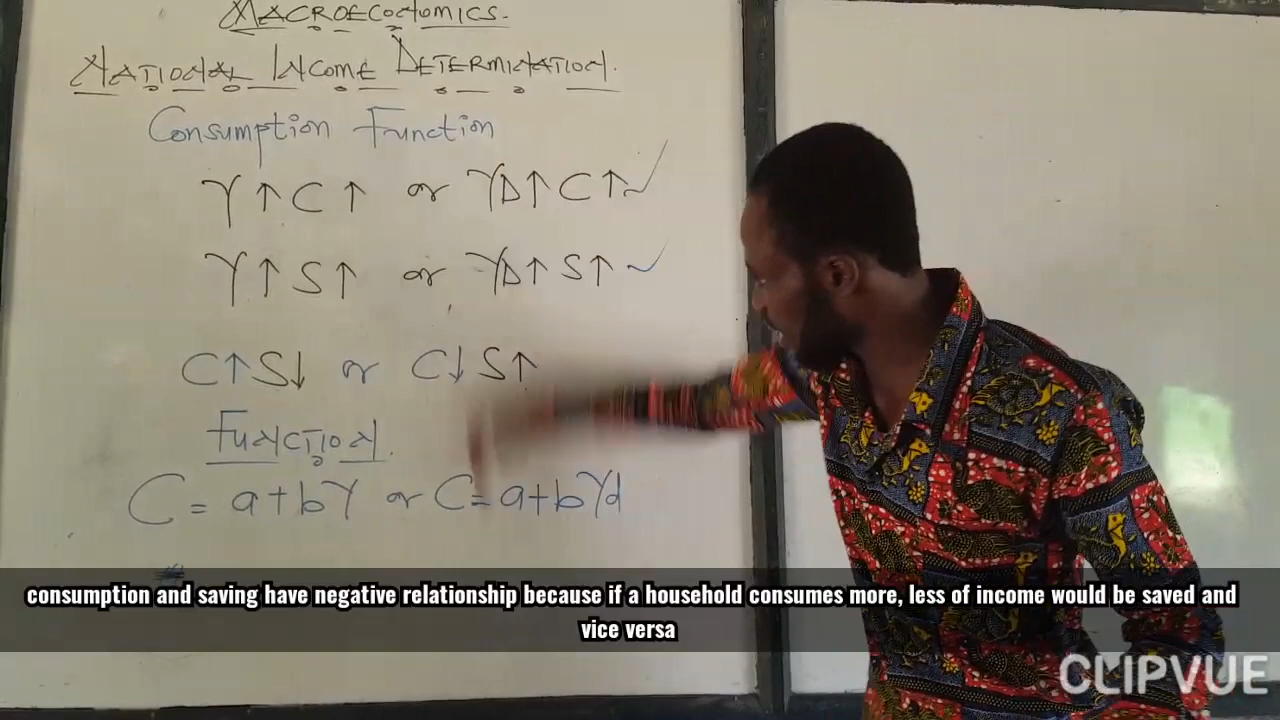 MACROECONOMICS.
NATIONAL INCOME DETERMINATION.
Consumption Function
Y ↑ C ↑ or YD ↑ C ↑ ✓
Y ↑ S ↑ or YD ↑ S ↑ ✓
C ↑ S ↓ or C ↓ S ↑
FUNCTION.
C = a + bY or C = a + bYd
consumption and saving have negative relationship because if a household consumes more, less of income would be saved and
vice versa
CLIPVUE